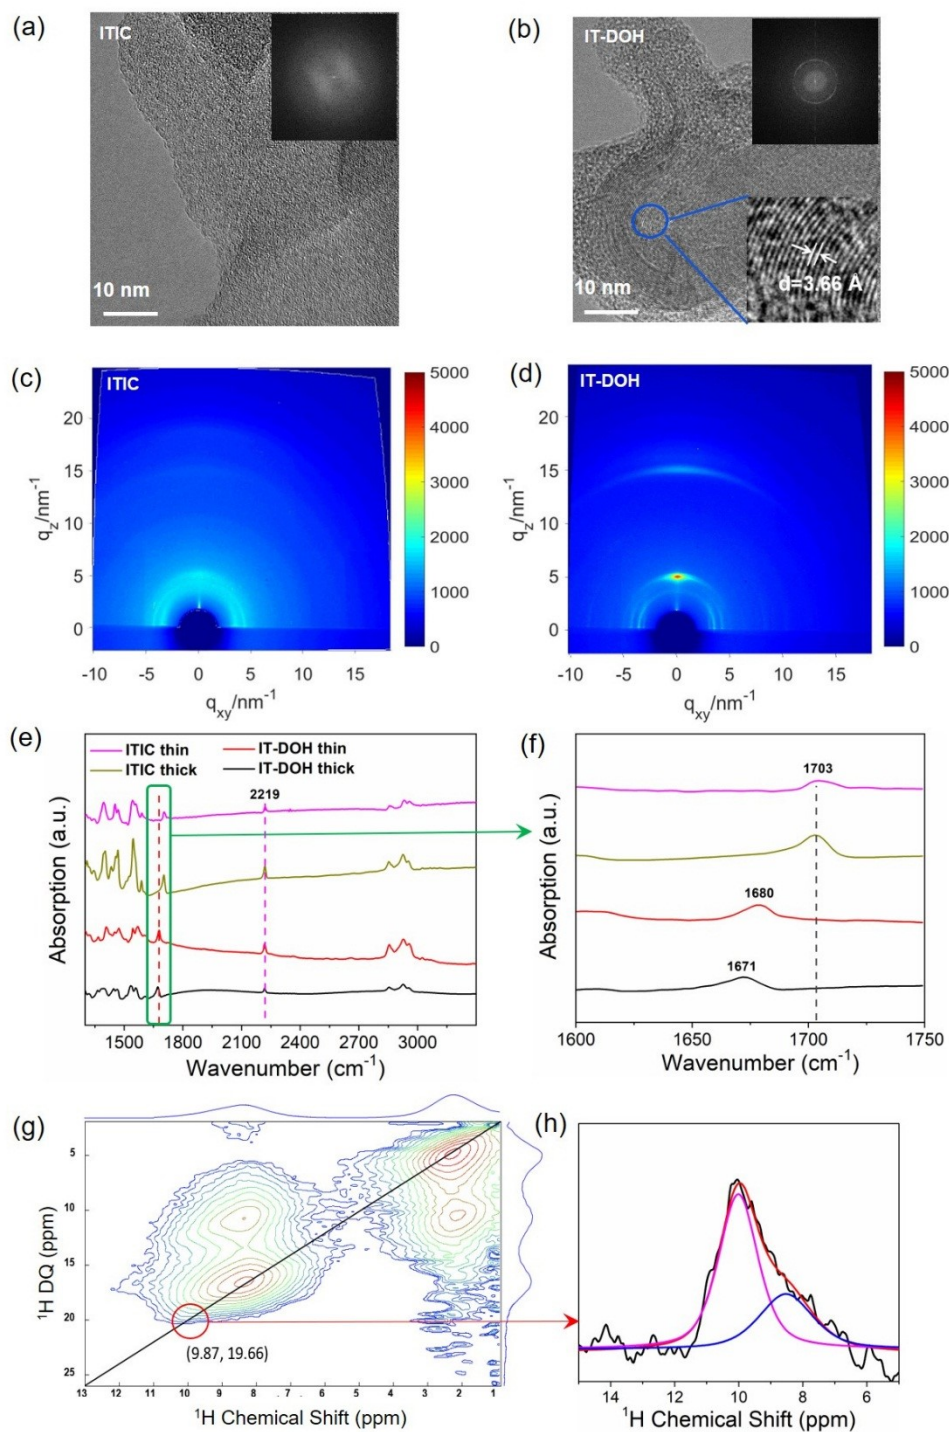 (a)
ITIC
10 nm
(b)
IT-DOH
10 nm
d=3.66 Å
(c)
ITIC
5000
4000
3000
2000
1000
0
20
15
10
5
0
q_z/nm⁻¹
-10 -5 0 5 10 15
q_xy/nm⁻¹
(d)
IT-DOH
5000
4000
3000
2000
1000
0
20
15
10
5
0
q_z/nm⁻¹
-10 -5 0 5 10 15
q_xy/nm⁻¹
(e)
ITIC thin IT-DOH thin
ITIC thick IT-DOH thick
2219
Absorption (a.u.)
1500 1800 2100 2400 2700 3000
Wavenumber (cm⁻¹)
(f)
1703
1680
1671
Absorption (a.u.)
1600 1650 1700 1750
Wavenumber (cm⁻¹)
(g)
5
10
15
20
25
¹H DQ (ppm)
(9.87, 19.66)
13 12 11 10 9 8 7 6 5 4 3 2 1
¹H Chemical Shift (ppm)
(h)
14 12 10 8 6
¹H Chemical Shift (ppm)